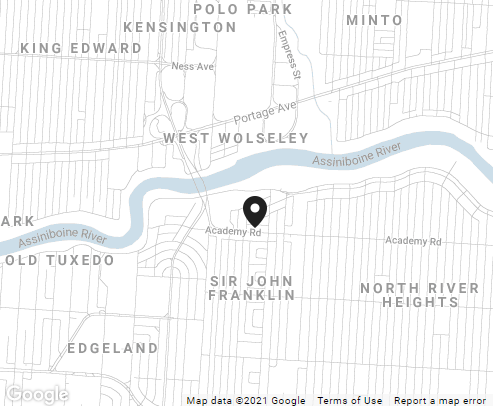 POLO PARK
MINTO
KENSINGTON
KING EDWARD
Ness Ave
Empress St
Portage Ave
WEST WOLSELEY
Assiniboine River
ARK
Assiniboine River
Academy Rd
Academy Rd
OLD TUXEDO
SIR JOHN
FRANKLIN
NORTH RIVER
HEIGHTS
EDGELAND
Google
Map data ©2021 Google
Terms of Use
Report a map error